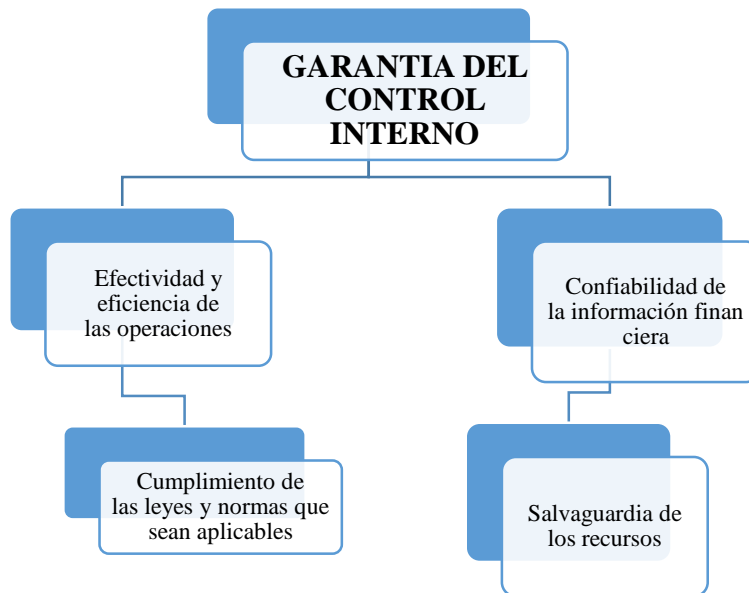 GARANTIA DEL
CONTROL
INTERNO
Efectividad y
eficiencia de
las operaciones
Confiabilidad de
la información finan
ciera
Cumplimiento de
las leyes y normas que
sean aplicables
Salvaguardia de
los recursos